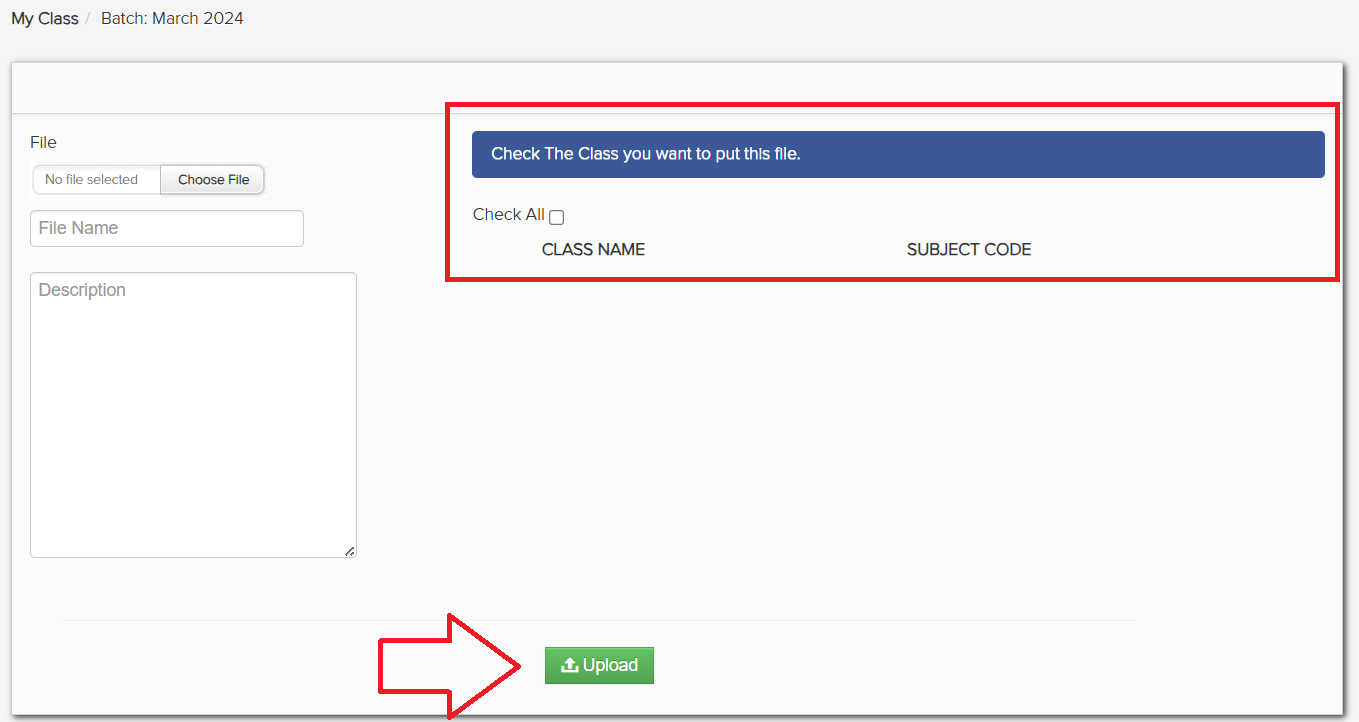 My Class / Batch: March 2024
File
No file selected Choose File
File Name
Description
Check The Class you want to put this file.
Check All
CLASS NAME SUBJECT CODE
Upload